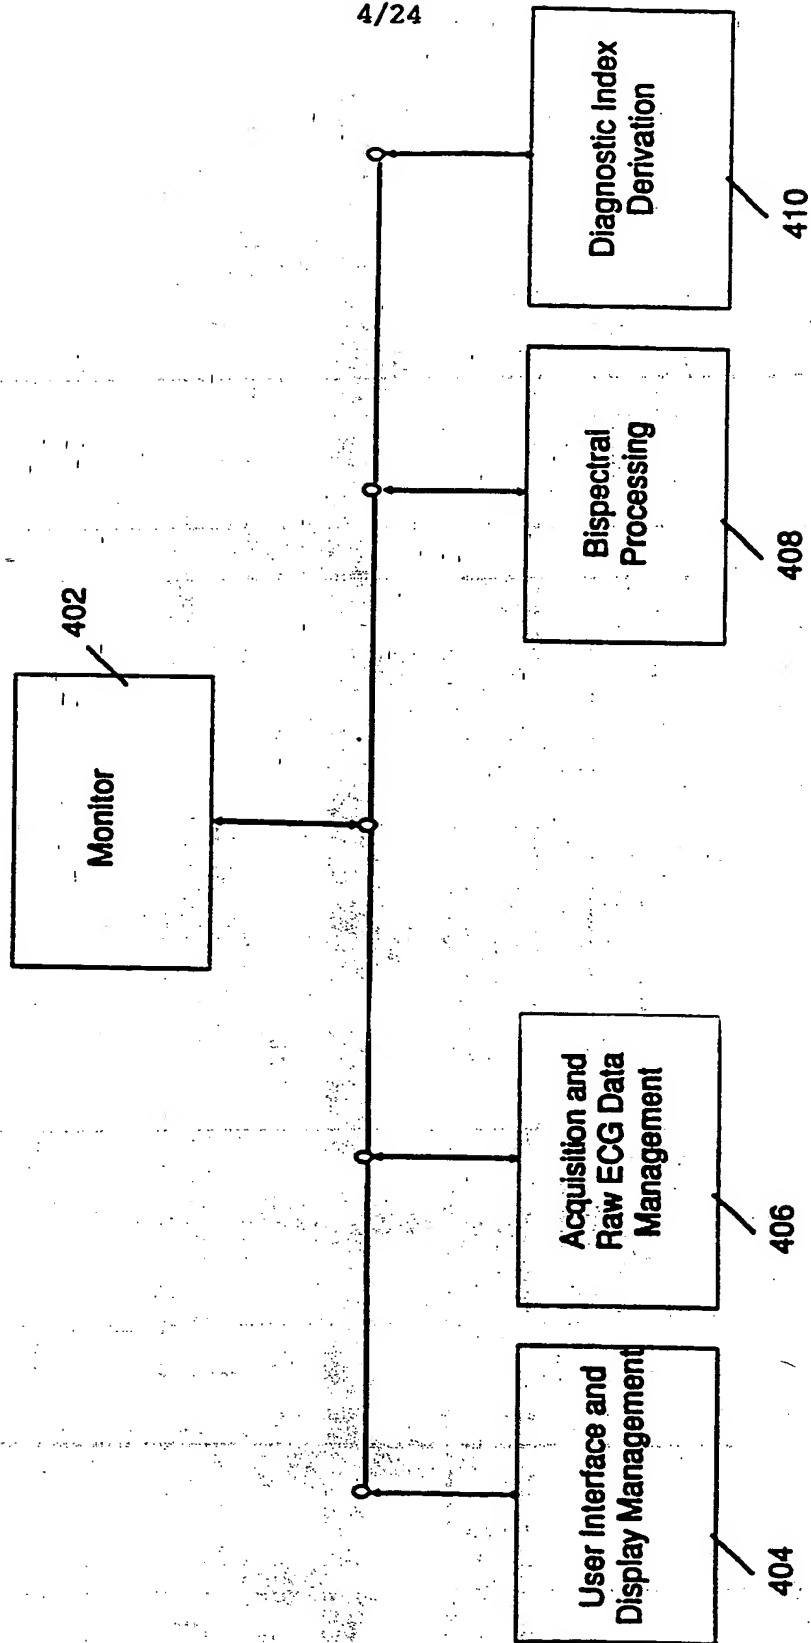 4/24
Monitor
402
User Interface and
Display Management
404
Acquisition and
Raw ECG Data
Management
406
Bispectral
Processing
408
Diagnostic Index
Derivation
410